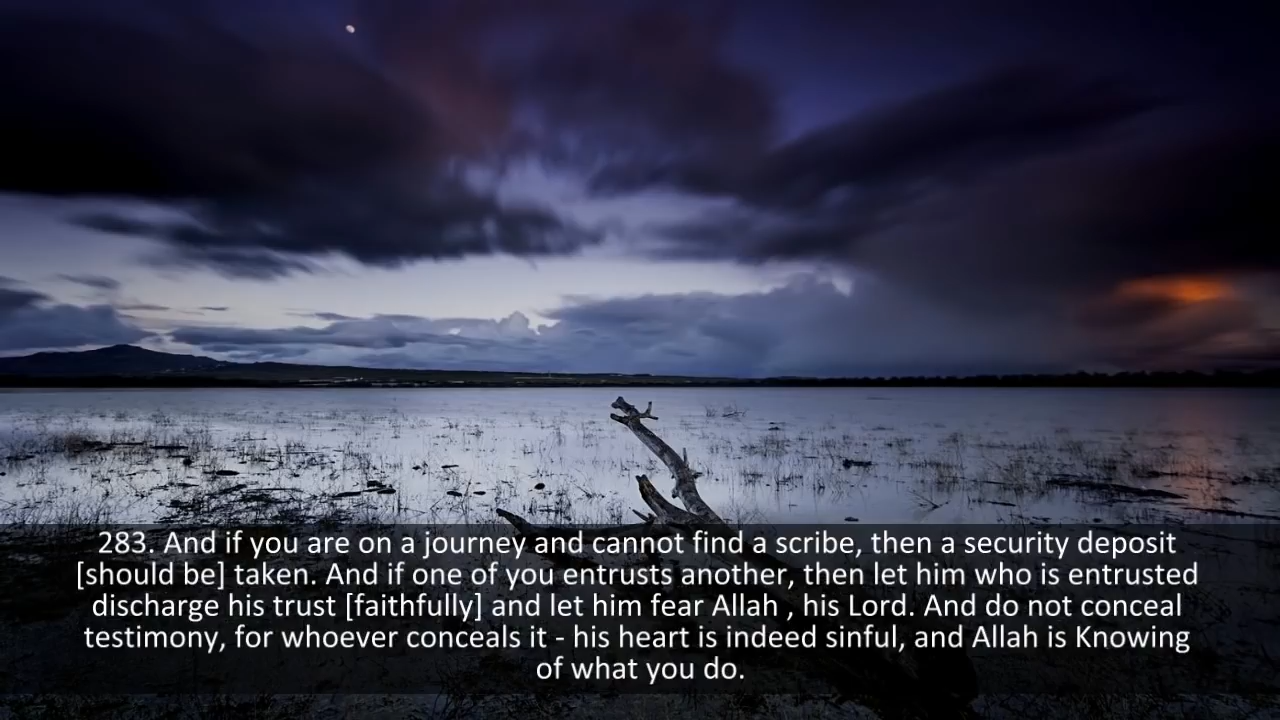 283. And if you are on a journey and cannot find a scribe, then a security deposit
[should be] taken. And if one of you entrusts another, then let him who is entrusted
discharge his trust [faithfully] and let him fear Allah , his Lord. And do not conceal
testimony, for whoever conceals it - his heart is indeed sinful, and Allah is Knowing
of what you do.